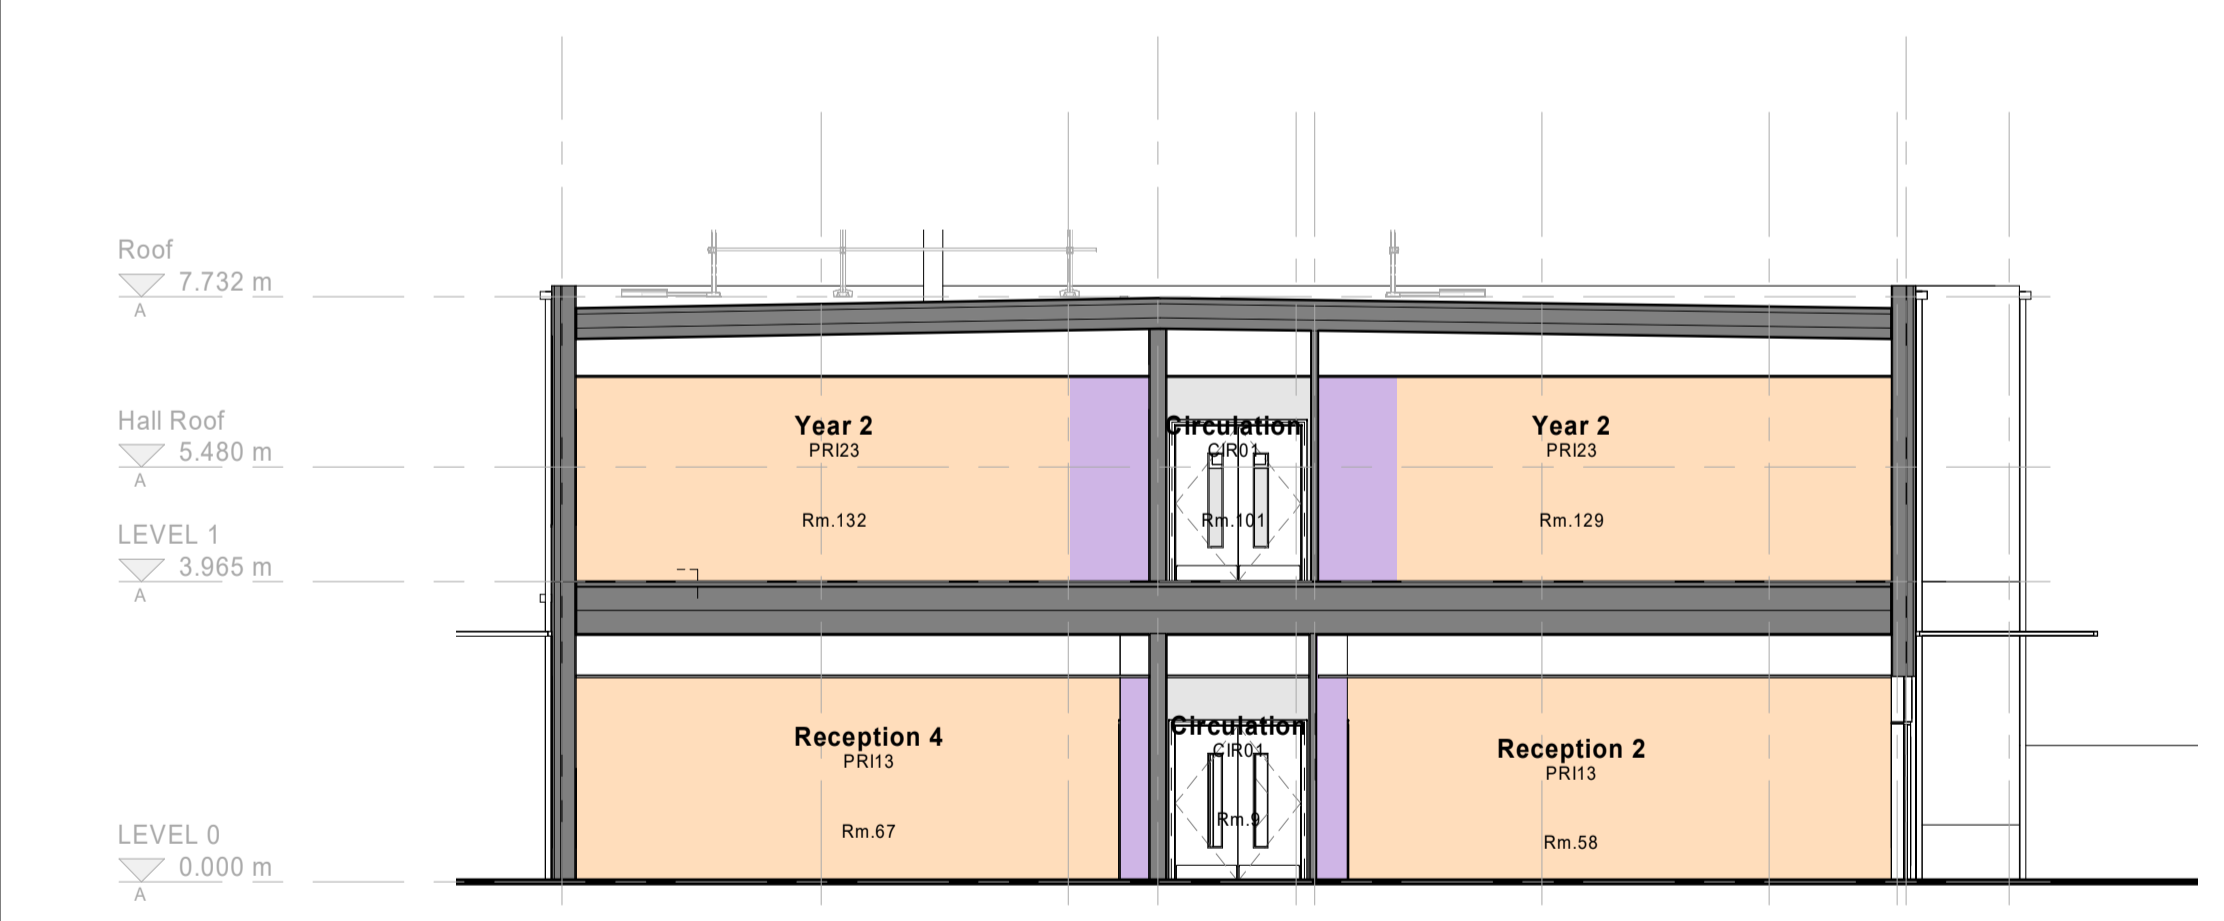 Roof
7.732 m
A
Hall Roof
5.480 m
A
LEVEL 1
3.965 m
A
LEVEL 0
0.000 m
A
Year 2
PRI23
Rm.132
Circulation
CIR01
Rm.101
Year 2
PRI23
Rm.129
Reception 4
PRI13
Rm.67
Circulation
CIR01
Rm.9
Reception 2
PRI13
Rm.58